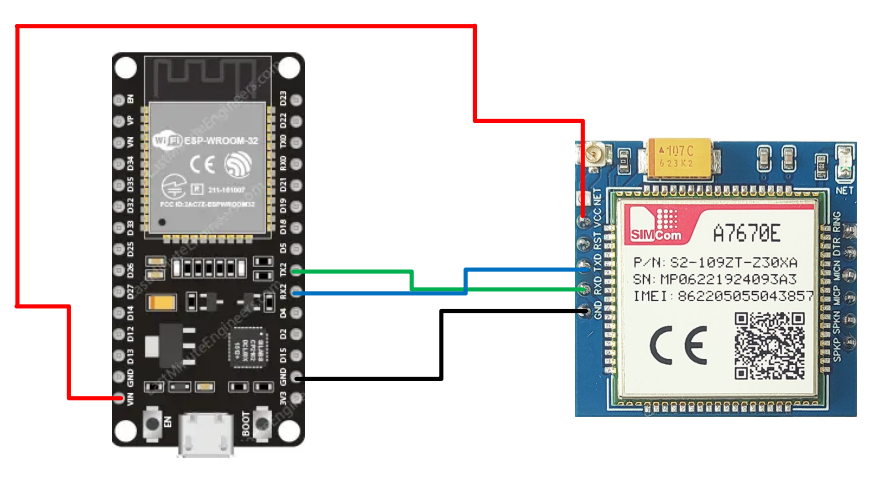 EN
VP
VN
D34
D35
D32
D33
D25
D26
D27
D14
D12
D13
GND
VIN
D23
D22
TX0
RX0
D21
D19
D18
D5
TX2
RX2
D4
D2
D15
GND
3V3
WiFi ESP-WROOM-32
CE
R 211-161007
FCC ID:2AC7Z-ESPWROOM32
EN
BOOT
LastMinuteEngineers.com
107C
623X2
NET
VCC
RST
TXD
RXD
GND
NET
RING
DTR
MICN
MICP
SPKN
SPKP
SIMCom
A7670E
P/N: S2-109ZT-Z30XA
SN: MP06221924093A3
IMEI: 862205055043857
CE